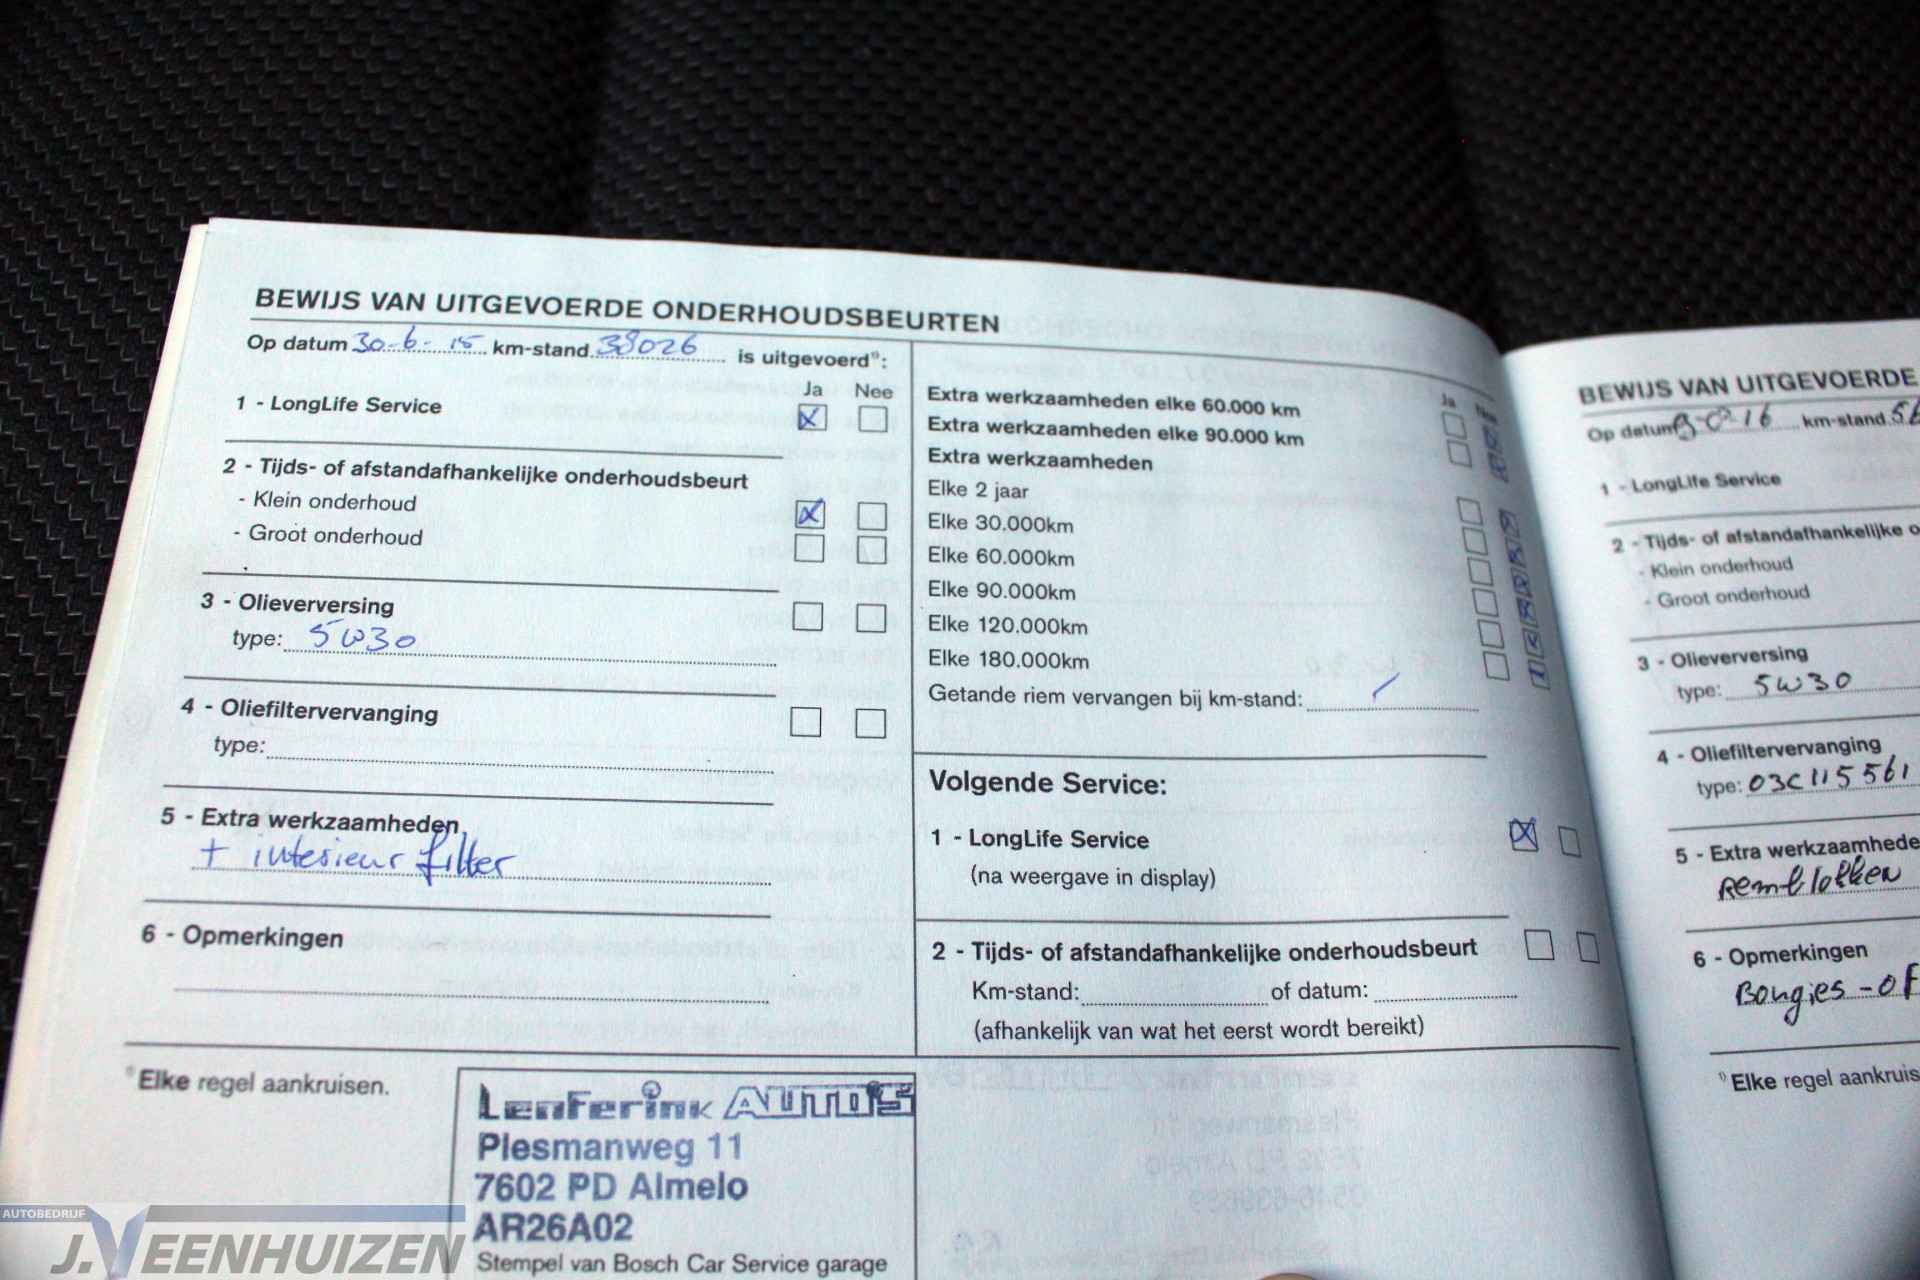 BEWIJS VAN UITGEVOERDE ONDERHOUDSBEURTEN
Op datum 30-6-15 km-stand 38026 is uitgevoerd*):
Ja Nee
1 - LongLife Service
2 - Tijds- of afstandafhankelijke onderhoudsbeurt
- Klein onderhoud
- Groot onderhoud
3 - Olieverversing
type: 5W30
4 - Oliefiltervervanging
type:
5 - Extra werkzaamheden
+ interieur filter
6 - Opmerkingen
*) Elke regel aankruisen.
Lenferink AUTO'S
Plesmanweg 11
7602 PD Almelo
AR26A02
Stempel van Bosch Car Service garage
Ja Nee
Extra werkzaamheden elke 60.000 km
Extra werkzaamheden elke 90.000 km
Extra werkzaamheden
Elke 2 jaar
Elke 30.000km
Elke 60.000km
Elke 90.000km
Elke 120.000km
Elke 180.000km
Getande riem vervangen bij km-stand: /
Volgende Service:
1 - LongLife Service
(na weergave in display)
2 - Tijds- of afstandafhankelijke onderhoudsbeurt
Km-stand: of datum:
(afhankelijk van wat het eerst wordt bereikt)
BEWIJS VAN UITGEVOERDE
Op datum 16 km-stand
1 - LongLife Service
2 - Tijds- of afstandafhankelijke o
- Klein onderhoud
- Groot onderhoud
3 - Olieverversing
type: 5W30
4 - Oliefiltervervanging
type: 03C115561
5 - Extra werkzaamhede
Remblokken
6 - Opmerkingen
Bougies - OF
*) Elke regel aankruis
AUTOBEDRIJF
J.VEENHUIZEN